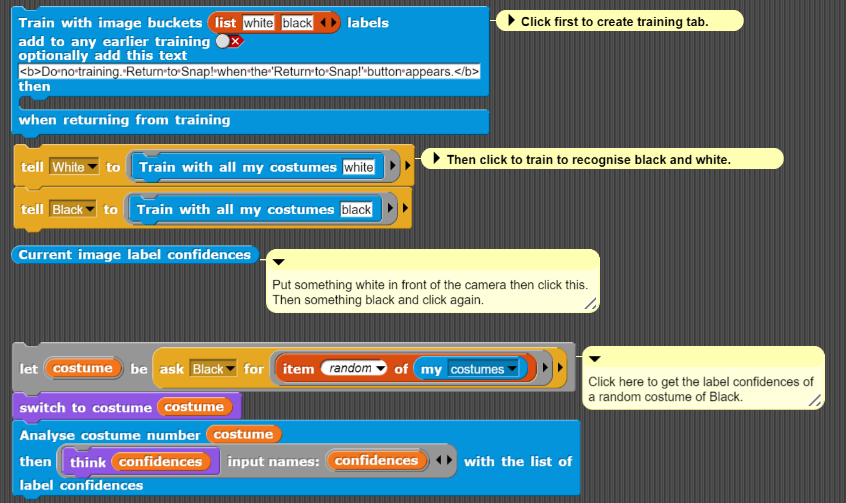 Train with image buckets list white black labels
add to any earlier training
optionally add this text
<b>Do·no·training.·Return·to·Snap!·when·the·'Return·to·Snap!'·button·appears.</b>
then
when returning from training
Click first to create training tab.
tell White to Train with all my costumes white
tell Black to Train with all my costumes black
Then click to train to recognise black and white.
Current image label confidences
Put something white in front of the camera then click this.
Then something black and click again.
let costume be ask Black for item random of my costumes
switch to costume costume
Analyse costume number costume
then think confidences input names: confidences with the list of
label confidences
Click here to get the label confidences of
a random costume of Black.